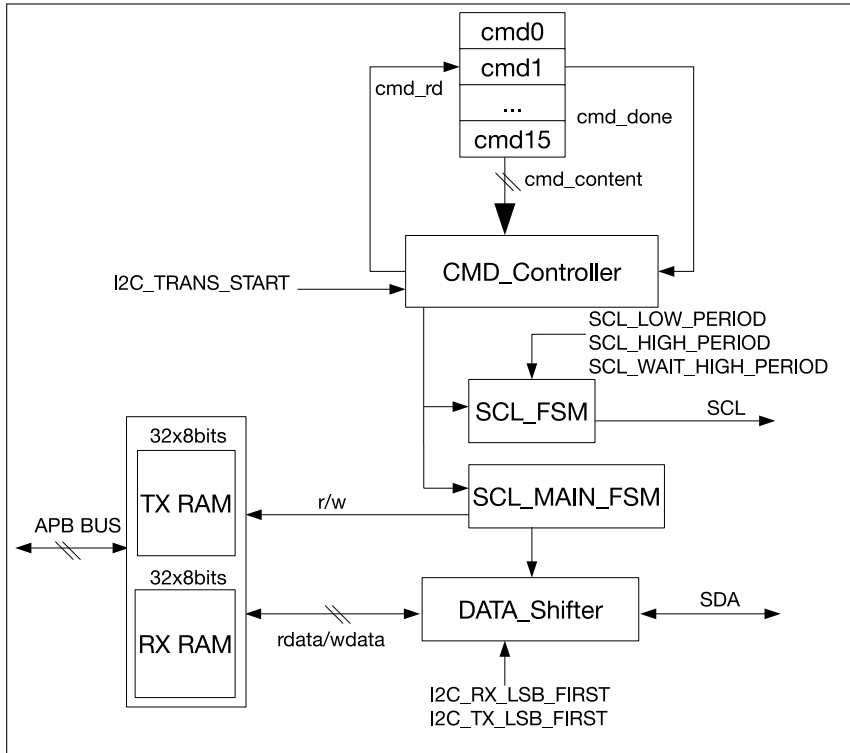 cmd0
cmd1
...
cmd15
cmd_rd
cmd_done
cmd_content
CMD_Controller
I2C_TRANS_START
SCL_LOW_PERIOD
SCL_HIGH_PERIOD
SCL_WAIT_HIGH_PERIOD
SCL_FSM
SCL
32x8bits
TX RAM
SCL_MAIN_FSM
r/w
APB BUS
32x8bits
RX RAM
rdata/wdata
DATA_Shifter
SDA
I2C_RX_LSB_FIRST
I2C_TX_LSB_FIRST